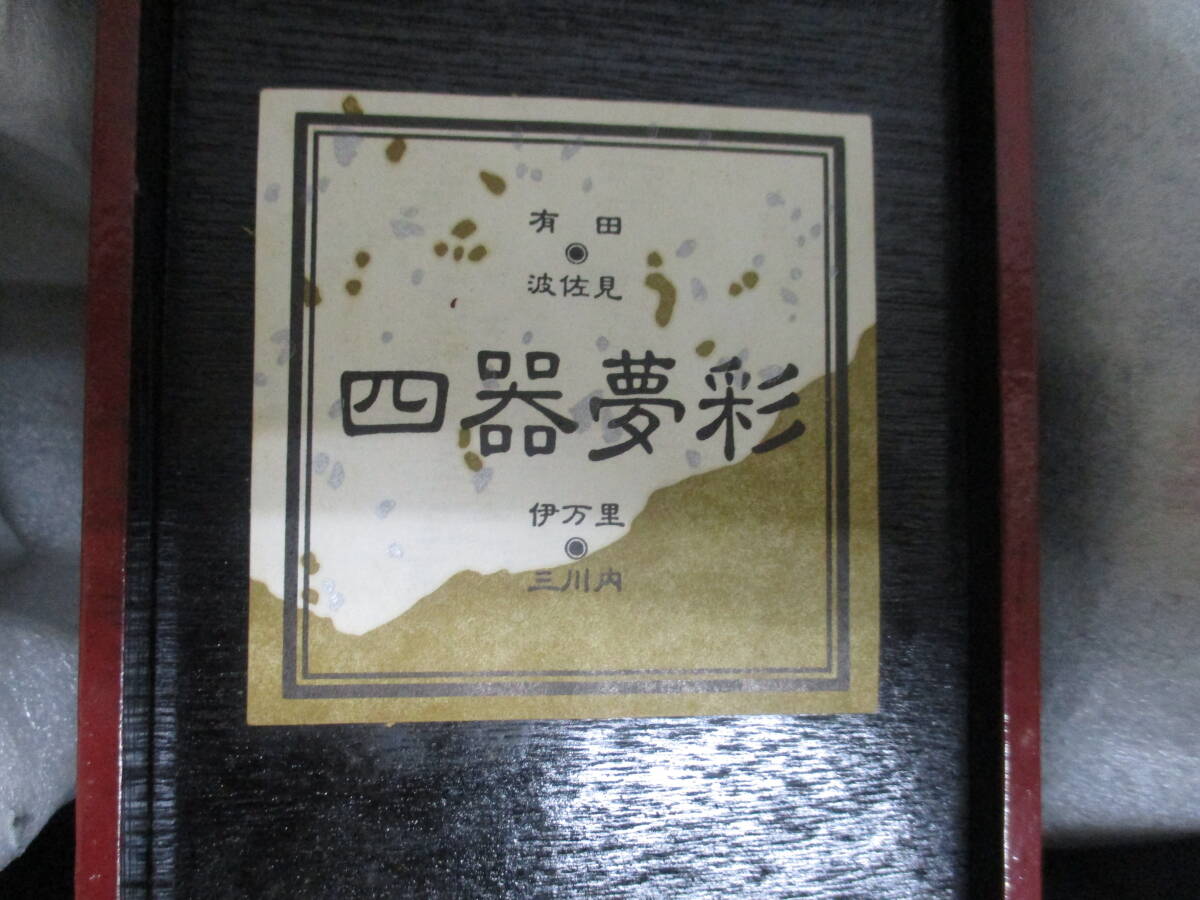 有田
波佐見
四器夢彩
伊万里
三川内